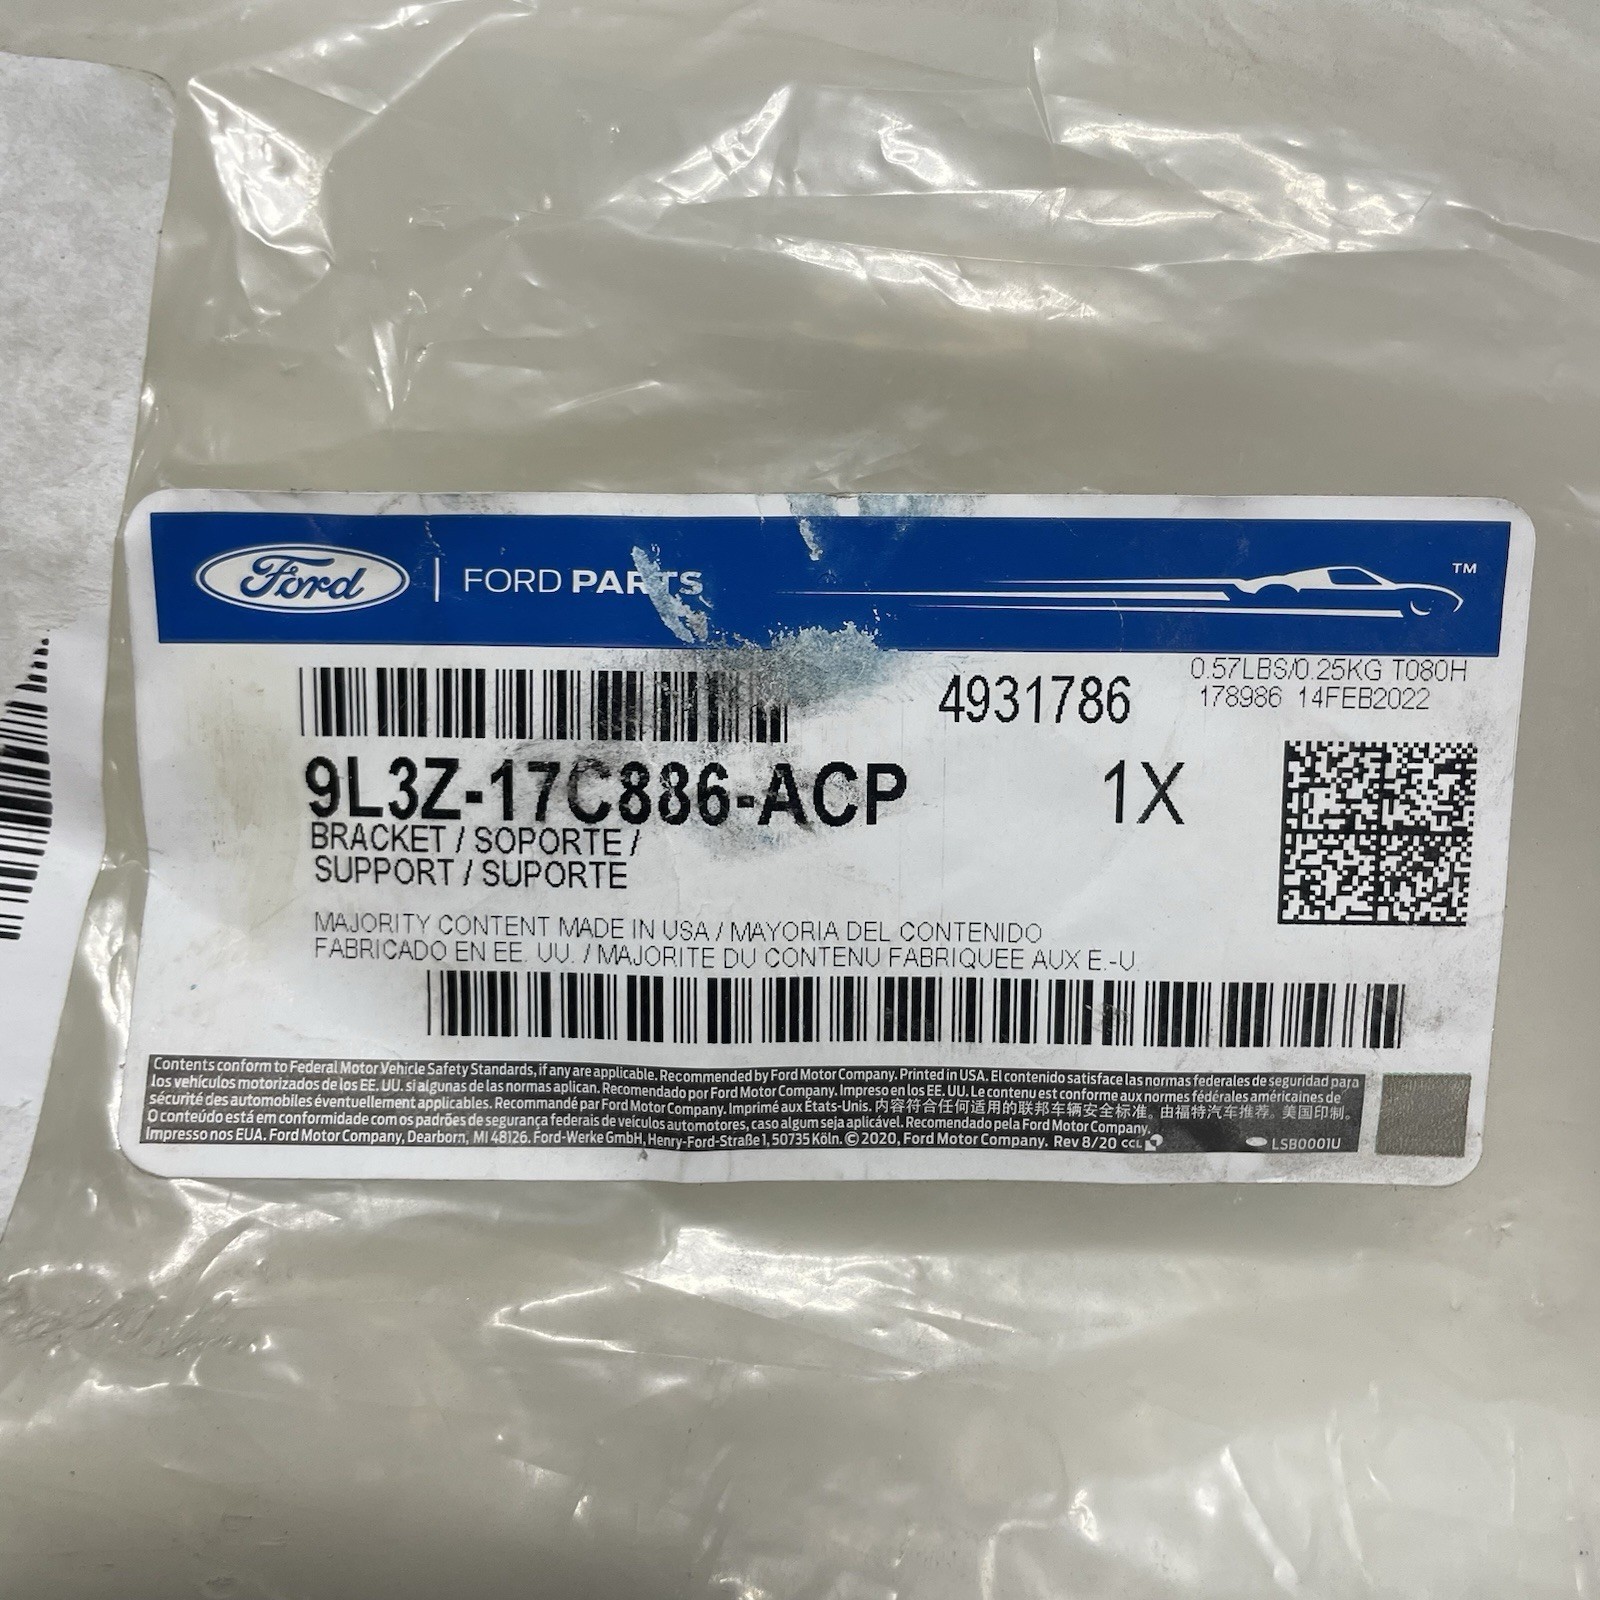 Ford | FORD PARTS ™
4931786
0.57LBS/0.25KG T080H
178986 14FEB2022
9L3Z-17C886-ACP 1X
BRACKET / SOPORTE /
SUPPORT / SUPORTE
MAJORITY CONTENT MADE IN USA / MAYORIA DEL CONTENIDO
FABRICADO EN EE. UU. / MAJORITE DU CONTENU FABRIQUEE AUX E.-U.
Contents conform to Federal Motor Vehicle Safety Standards, if any are applicable. Recommended by Ford Motor Company. Printed in USA. El contenido satisface las normas federales de seguridad para
los vehículos motorizados de los EE. UU. si algunas de las normas aplican. Recomendado por Ford Motor Company. Impreso en los EE. UU. Le contenu est conforme aux normes fédérales américaines de
sécurité des automobiles éventuellement applicables. Recommandé par Ford Motor Company. Imprimé aux États-Unis. 内容符合任何适用的联邦车辆安全标准。由福特汽车推荐。美国印制。
O conteúdo está em conformidade com os padrões de segurança federais de veículos automotores, caso algum seja aplicável. Recomendado pela Ford Motor Company.
Impresso nos EUA. Ford Motor Company, Dearborn, MI 48126. Ford-Werke GmbH, Henry-Ford-Straße 1, 50735 Köln. © 2020, Ford Motor Company. Rev 8/20 CCL LSB0001U